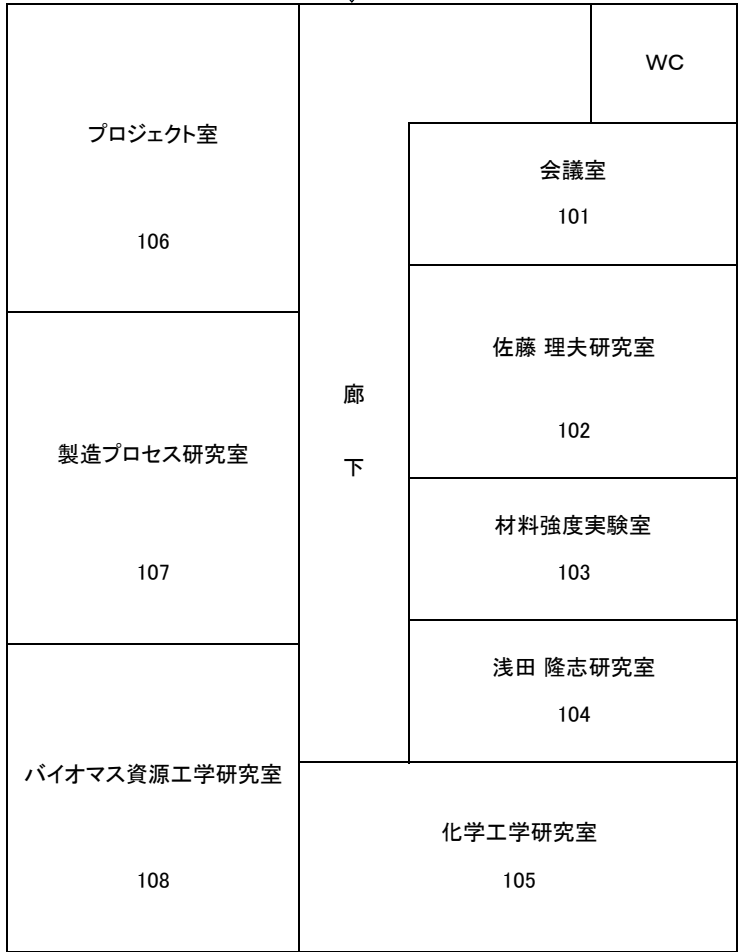 WC
プロジェクト室
106
会議室
101
佐藤 理夫研究室
102
廊
下
製造プロセス研究室
107
材料強度実験室
103
浅田 隆志研究室
104
バイオマス資源工学研究室
108
化学工学研究室
105